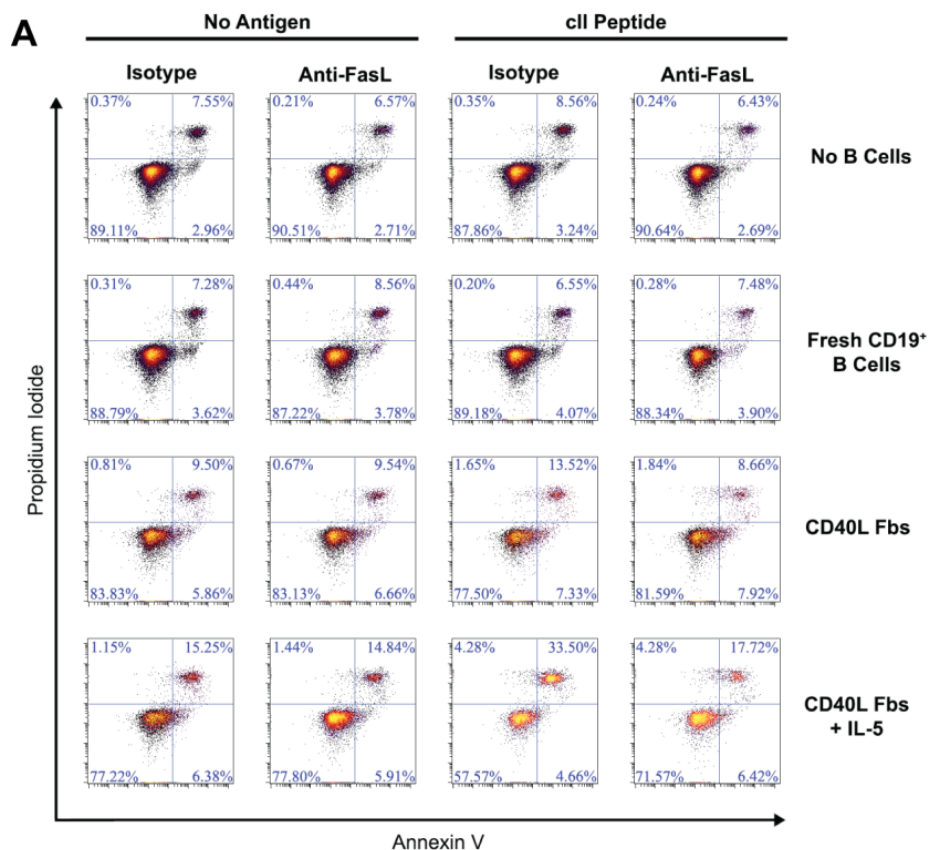 A
No Antigen cII Peptide
Isotype Anti-FasL Isotype Anti-FasL
0.37% 7.55% 0.21% 6.57% 0.35% 8.56% 0.24% 6.43%
No B Cells
89.11% 2.96% 90.51% 2.71% 87.86% 3.24% 90.64% 2.69%
0.31% 7.28% 0.44% 8.56% 0.20% 6.55% 0.28% 7.48%
Fresh CD19+
B Cells
88.79% 3.62% 87.22% 3.78% 89.18% 4.07% 88.34% 3.90%
Propidium Iodide
0.81% 9.50% 0.67% 9.54% 1.65% 13.52% 1.84% 8.66%
CD40L Fbs
83.83% 5.86% 83.13% 6.66% 77.50% 7.33% 81.59% 7.92%
1.15% 15.25% 1.44% 14.84% 4.28% 33.50% 4.28% 17.72%
CD40L Fbs
+ IL-5
77.22% 6.38% 77.80% 5.91% 57.57% 4.66% 71.57% 6.42%
Annexin V